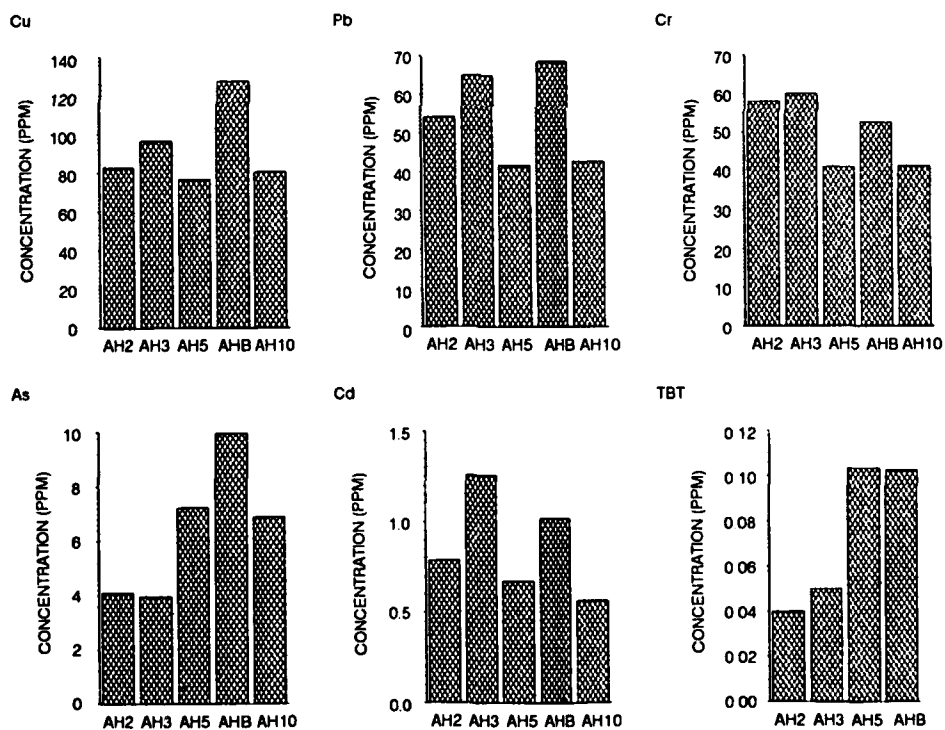 Cu
CONCENTRATION (PPM)
140
120
100
80
60
40
20
0
AH2 AH3 AH5 AHB AH10
Pb
CONCENTRATION (PPM)
70
60
50
40
30
20
10
0
AH2 AH3 AH5 AHB AH10
Cr
CONCENTRATION (PPM)
70
60
50
40
30
20
10
0
AH2 AH3 AH5 AHB AH10
As
CONCENTRATION (PPM)
10
8
6
4
2
0
AH2 AH3 AH5 AHB AH10
Cd
CONCENTRATION (PPM)
1.5
1.0
0.5
0.0
AH2 AH3 AH5 AHB AH10
TBT
CONCENTRATION (PPM)
0 12
0 10
0 08
0 06
0 04
0 02
0 00
AH2 AH3 AH5 AHB